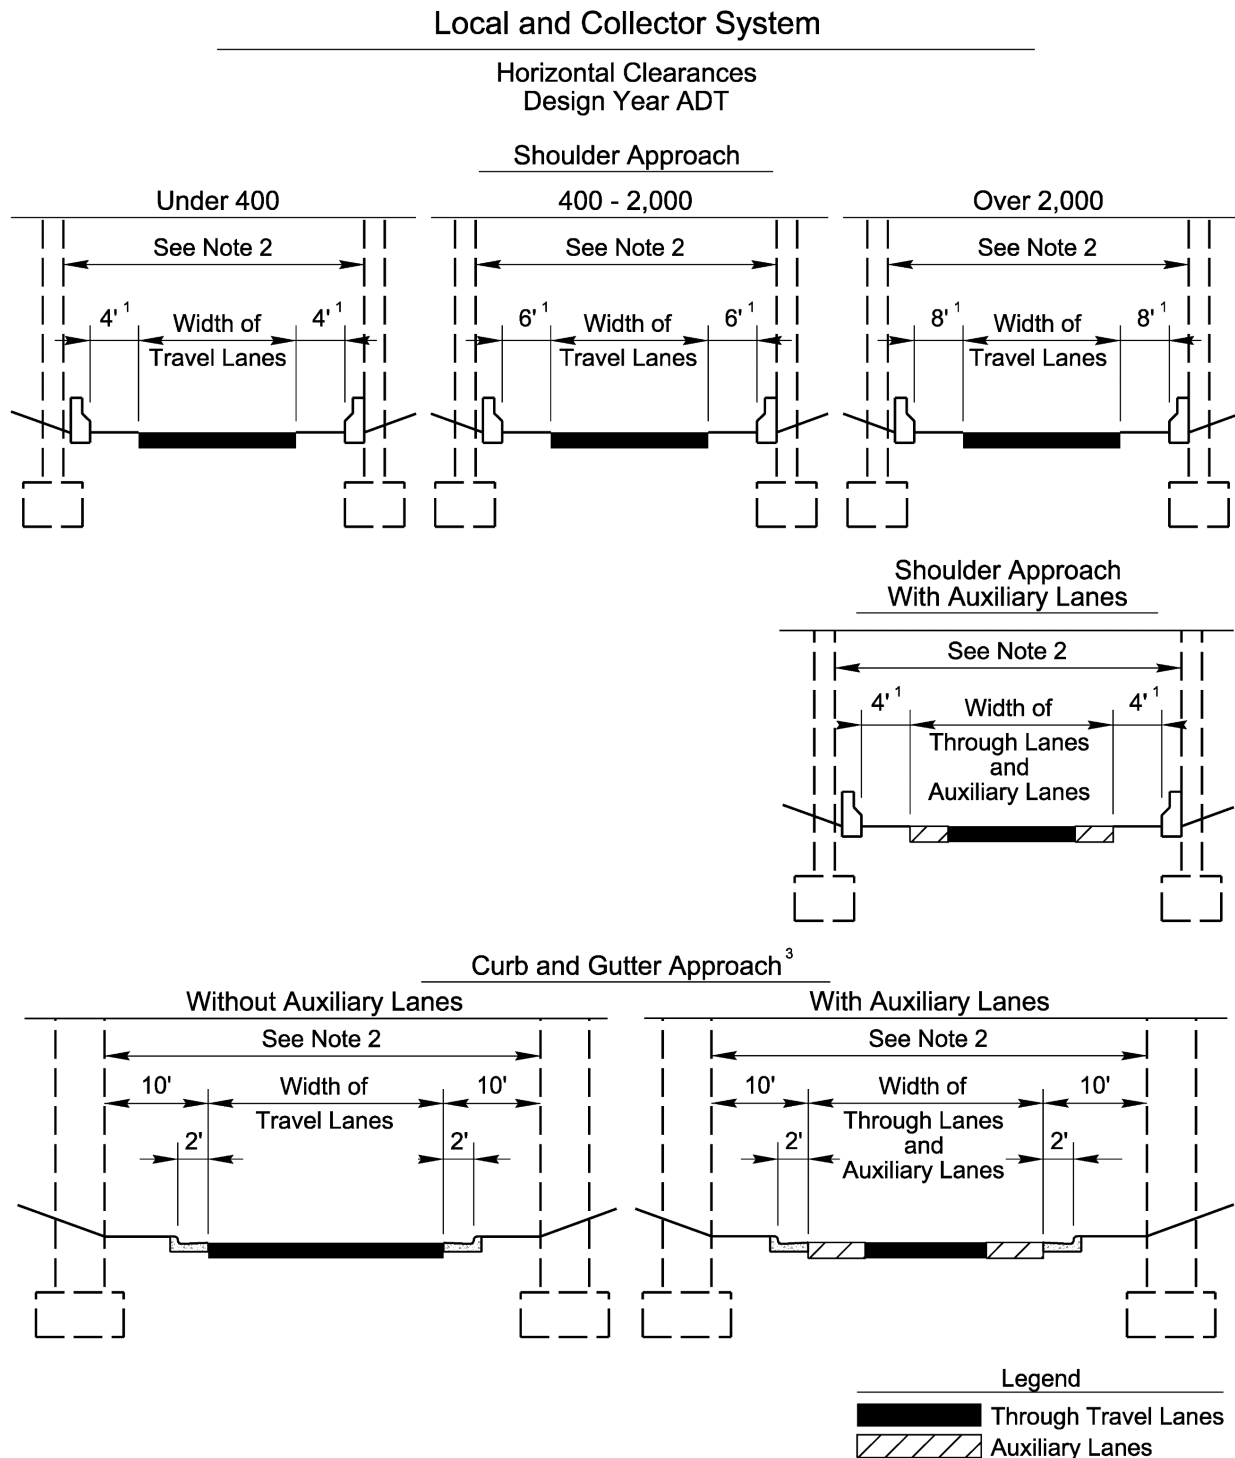 Local and Collector System
Horizontal Clearances
Design Year ADT
Shoulder Approach
Under 400
See Note 2
4' 1
Width of
Travel Lanes
4' 1
400 - 2,000
See Note 2
6' 1
Width of
Travel Lanes
6' 1
Over 2,000
See Note 2
8' 1
Width of
Travel Lanes
8' 1
Shoulder Approach
With Auxiliary Lanes
See Note 2
4' 1
Width of
Through Lanes
and
Auxiliary Lanes
4' 1
Curb and Gutter Approach 3
Without Auxiliary Lanes
See Note 2
10'
Width of
Travel Lanes
10'
2'
2'
With Auxiliary Lanes
See Note 2
10'
Width of
Through Lanes
and
Auxiliary Lanes
10'
2'
2'
Legend
Through Travel Lanes
Auxiliary Lanes